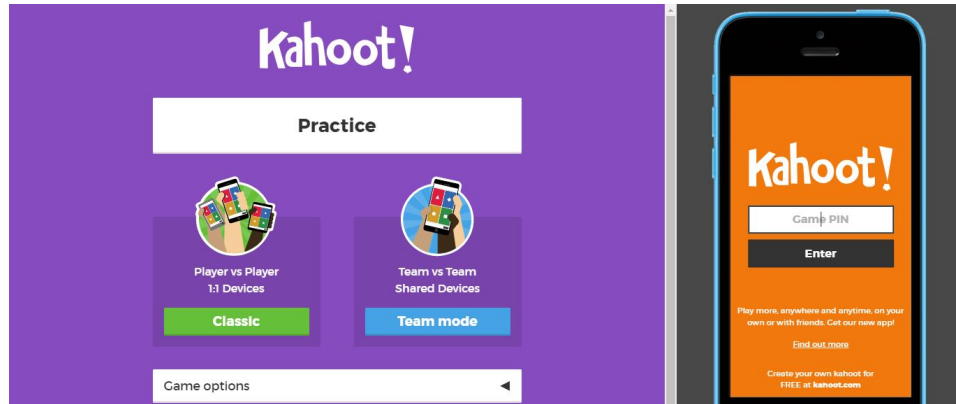 Kahoot!
Practice
Player vs Player
1:1 Devices
Classic
Team vs Team
Shared Devices
Team mode
Game options
Kahoot!
Game PIN
Enter
Play more, anywhere and anytime, on your
own or with friends. Get our new app!
Find out more
Create your own kahoot for
FREE at kahoot.com